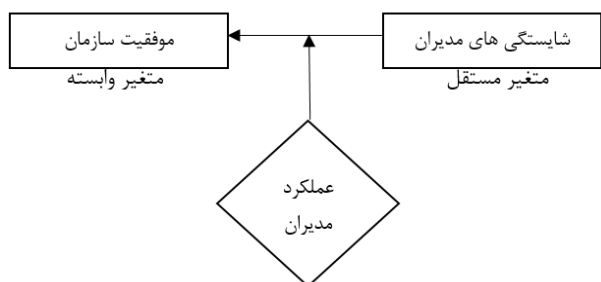 شایستگی های مدیران
موفقیت سازمان
متغیر مستقل
متغیر وابسته
عملکرد
مدیران